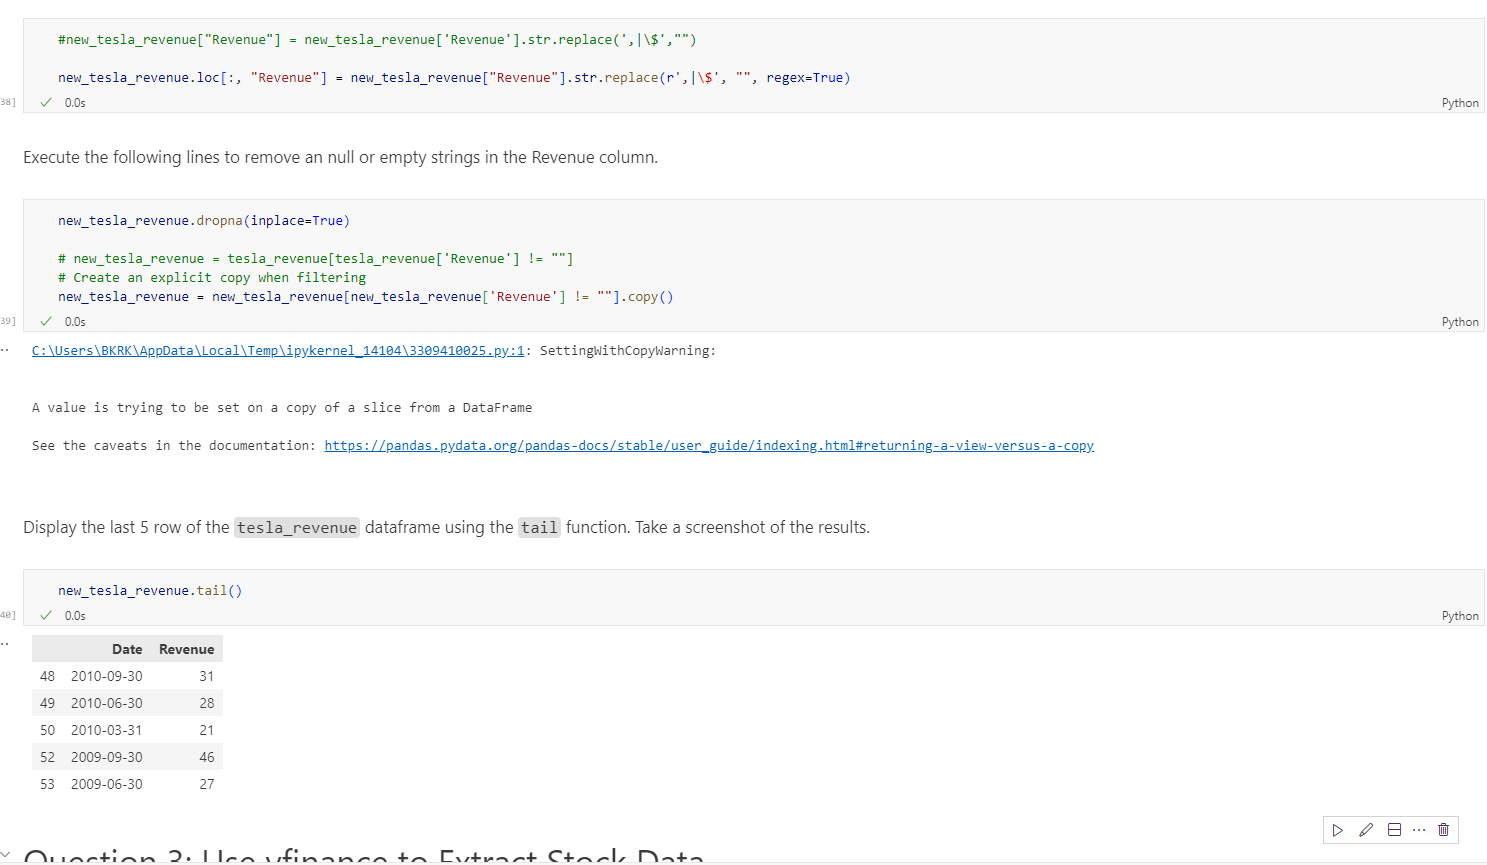 #new_tesla_revenue["Revenue"] = new_tesla_revenue['Revenue'].str.replace(',|\$',"")
new_tesla_revenue.loc[:, "Revenue"] = new_tesla_revenue["Revenue"].str.replace(r',|\$', "", regex=True)
38] ✓ 0.0s Python
Execute the following lines to remove an null or empty strings in the Revenue column.
new_tesla_revenue.dropna(inplace=True)
# new_tesla_revenue = tesla_revenue[tesla_revenue['Revenue'] != ""]
# Create an explicit copy when filtering
new_tesla_revenue = new_tesla_revenue[new_tesla_revenue['Revenue'] != ""].copy()
39] ✓ 0.0s Python
C:\Users\BKRK\AppData\Local\Temp\ipykernel_14104\3309410025.py:1: SettingWithCopyWarning:
A value is trying to be set on a copy of a slice from a DataFrame
See the caveats in the documentation: https://pandas.pydata.org/pandas-docs/stable/user_guide/indexing.html#returning-a-view-versus-a-copy
Display the last 5 row of the tesla_revenue dataframe using the tail function. Take a screenshot of the results.
new_tesla_revenue.tail()
40] ✓ 0.0s Python
Date Revenue
48 2010-09-30 31
49 2010-06-30 28
50 2010-03-31 21
52 2009-09-30 46
53 2009-06-30 27
Question 3: Use yfinance to Extract Stock Data